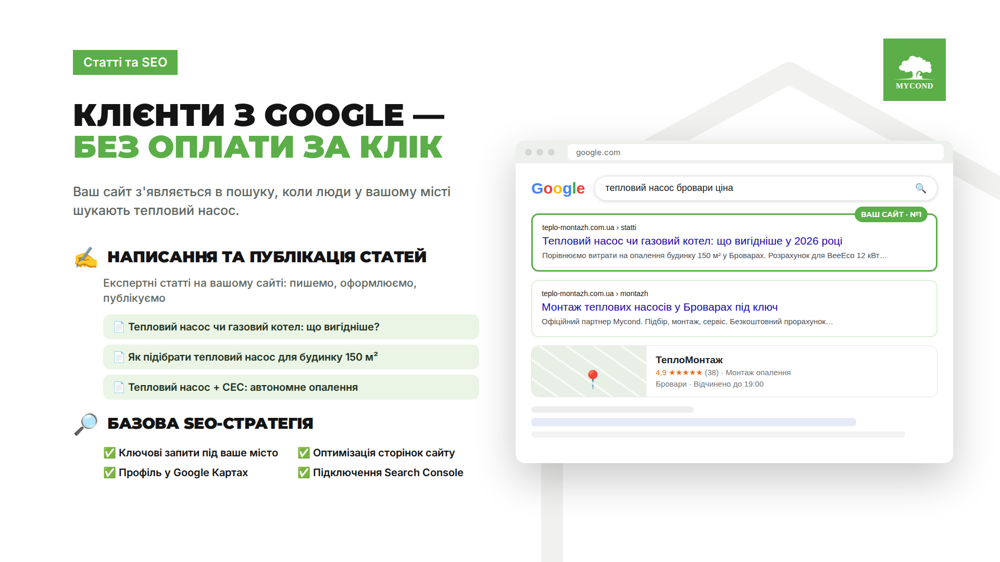 Статті та SEO
MYCOND
КЛІЄНТИ З GOOGLE —
БЕЗ ОПЛАТИ ЗА КЛІК
Ваш сайт з'являється в пошуку, коли люди у вашому місті
шукають тепловий насос.
НАПИСАННЯ ТА ПУБЛІКАЦІЯ СТАТЕЙ
Експертні статті на вашому сайті: пишемо, оформлюємо,
публікуємо
Тепловий насос чи газовий котел: що вигідніше?
Як підібрати тепловий насос для будинку 150 м²
Тепловий насос + СЕС: автономне опалення
БАЗОВА SEO-СТРАТЕГІЯ
Ключові запити під ваше місто
Оптимізація сторінок сайту
Профіль у Google Картах
Підключення Search Console
google.com
Google
тепловий насос бровари ціна
ВАШ САЙТ · №1
teplo-montazh.com.ua › statti
Тепловий насос чи газовий котел: що вигідніше у 2026 році
Порівнюємо витрати на опалення будинку 150 м² у Броварах. Розрахунок для BeeEco 12 кВт…
teplo-montazh.com.ua › montazh
Монтаж теплових насосів у Броварах під ключ
Офіційний партнер Mycond. Підбір, монтаж, сервіс. Безкоштовний прорахунок…
ТеплоМонтаж
4,9 ★★★★★ (38) · Монтаж опалення
Бровари · Відчинено до 19:00